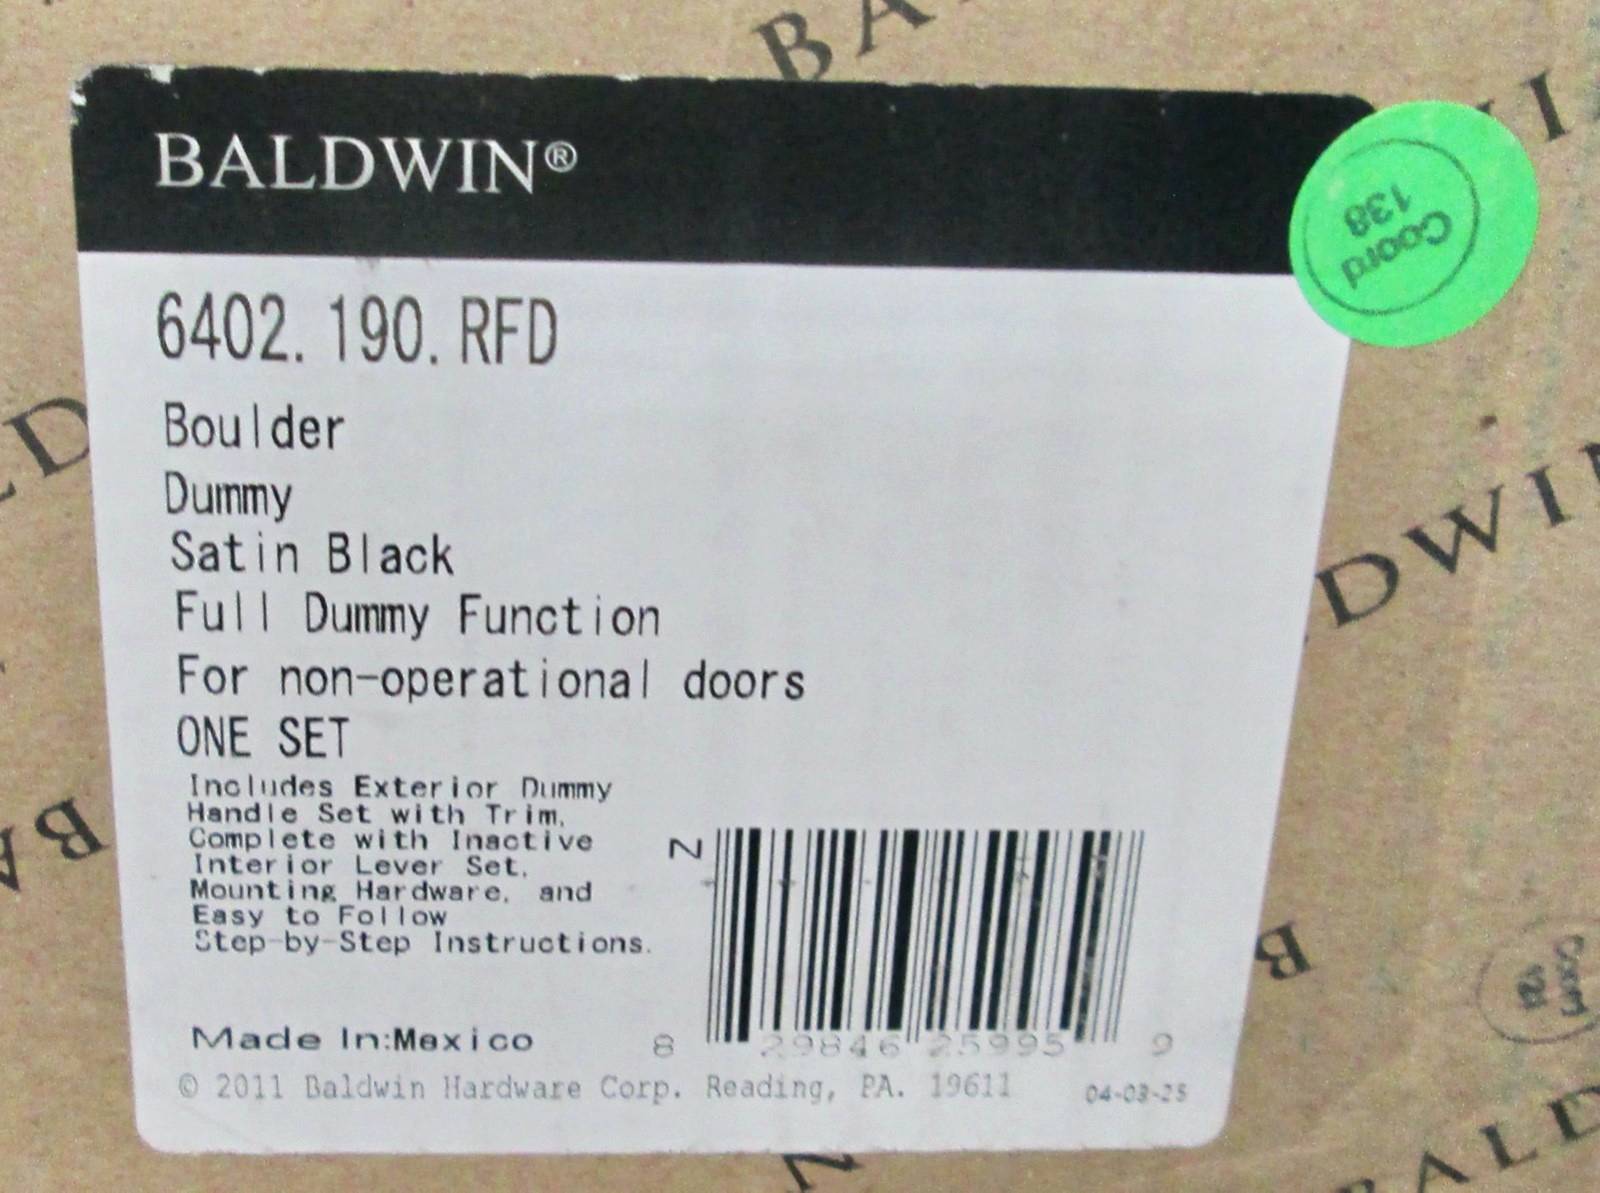 BALDWIN®
Coord
138
6402.190.RFD
Boulder
Dummy
Satin Black
Full Dummy Function
For non-operational doors
ONE SET
Includes Exterior Dummy
Handle Set with Trim,
Complete with Inactive
Interior Lever Set,
Mounting Hardware, and
Easy to Follow
Step-by-Step Instructions.
Z
Made In:Mexico
8 29846 25995 9
© 2011 Baldwin Hardware Corp. Reading, PA. 19611 04-03-25
BA
DWIN
BALD